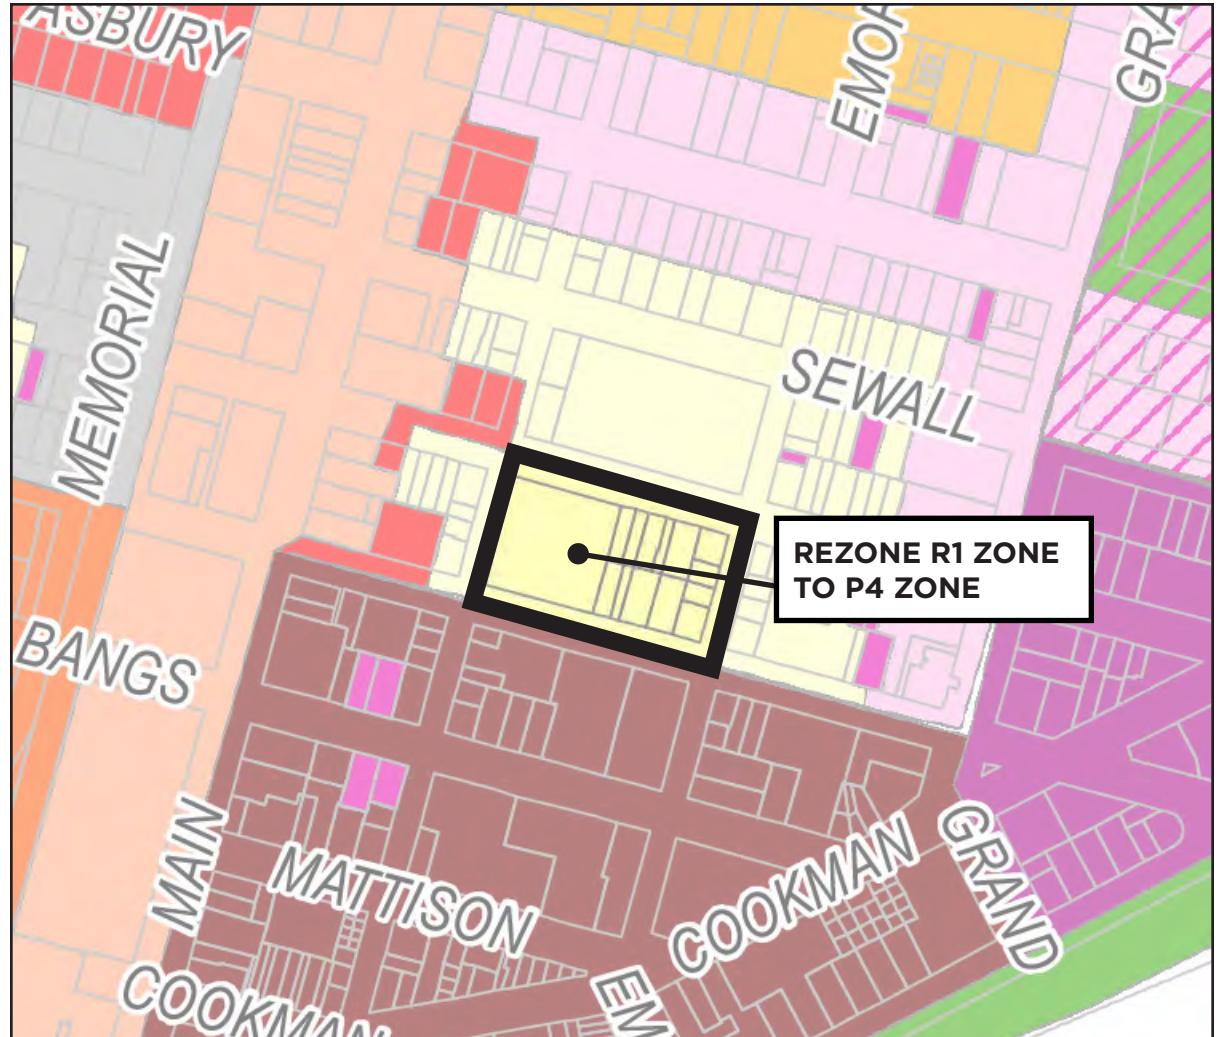 ASBURY
EMOR
GRA
MEMORIAL
SEWALL
REZONE R1 ZONE
TO P4 ZONE
BANGS
MAIN
MATTISON
COOKMAN
GRAND
COOKMAN
EM